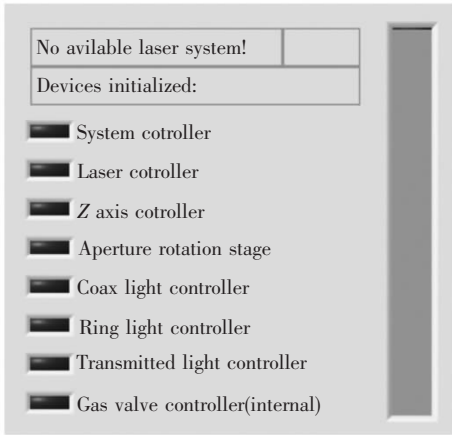 No avilable laser system!
Devices initialized:
System cotroller
Laser cotroller
Z axis cotroller
Aperture rotation stage
Coax light controller
Ring light controller
Transmitted light controller
Gas valve controller(internal)